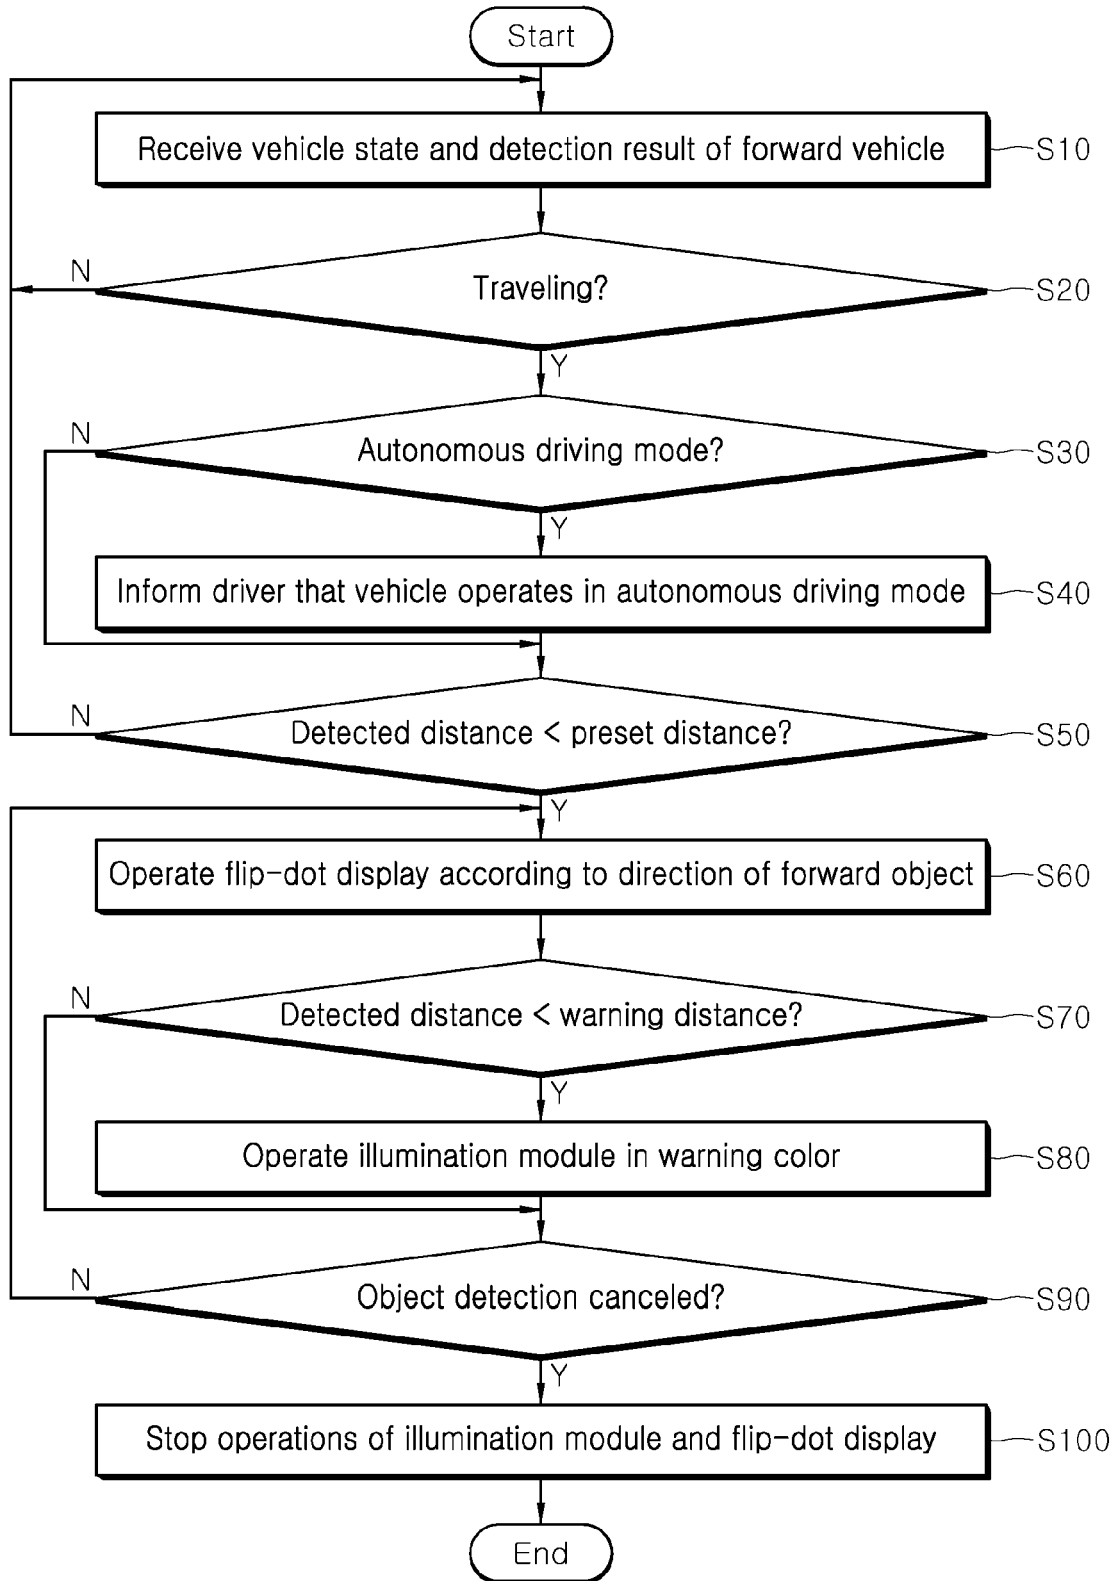 Start
Receive vehicle state and detection result of forward vehicle
S10
N
Traveling?
S20
Y
N
Autonomous driving mode?
S30
Y
Inform driver that vehicle operates in autonomous driving mode
S40
N
Detected distance < preset distance?
S50
Y
Operate flip-dot display according to direction of forward object
S60
N
Detected distance < warning distance?
S70
Y
Operate illumination module in warning color
S80
N
Object detection canceled?
S90
Y
Stop operations of illumination module and flip-dot display
S100
End